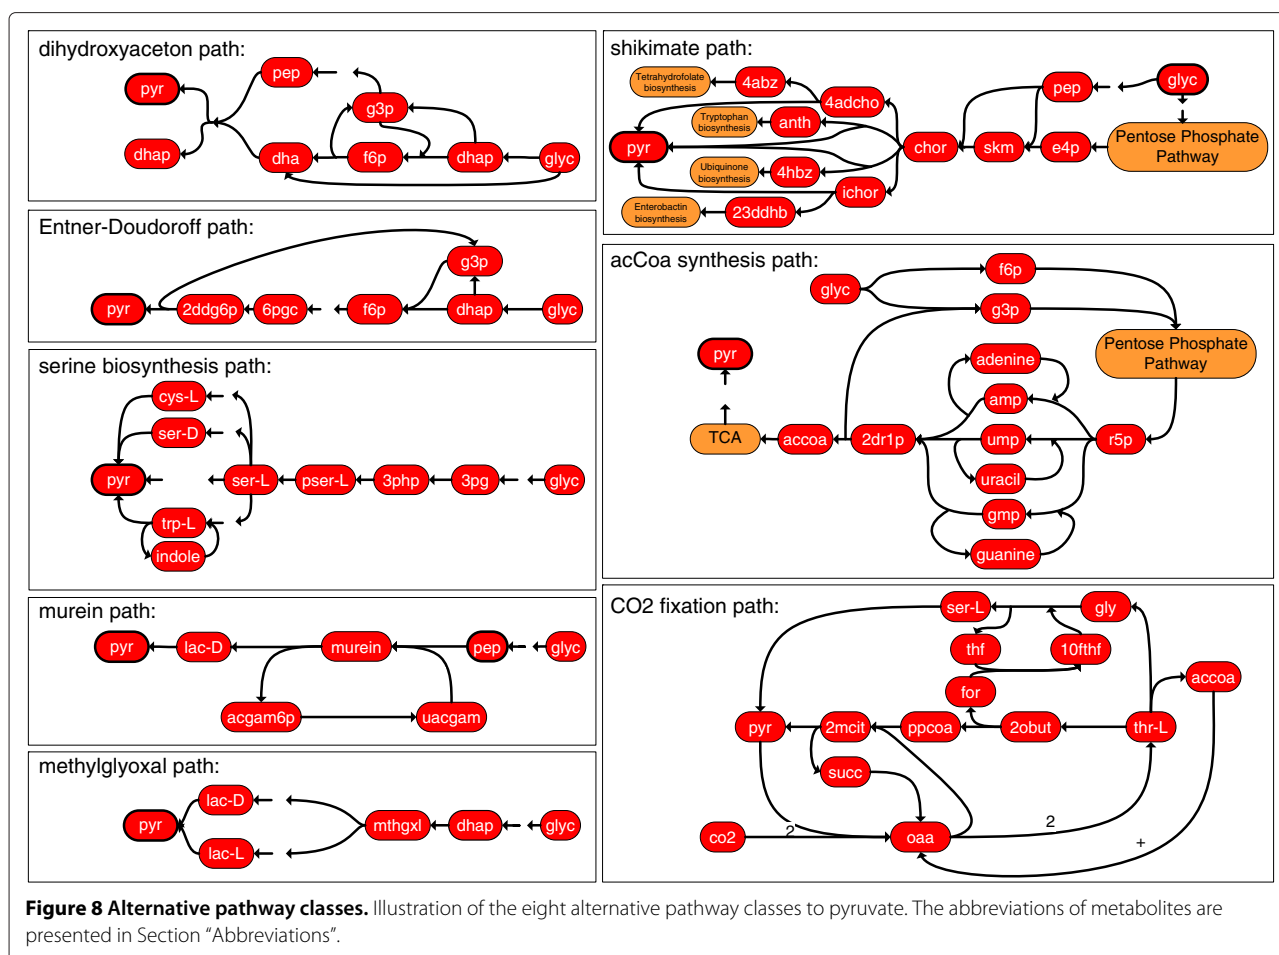 dihydroxyaceton path:
pep
pyr
g3p
dhap
dha
f6p
dhap
glyc
Entner-Doudoroff path:
g3p
pyr
2ddg6p
6pgc
f6p
dhap
glyc
serine biosynthesis path:
cys-L
ser-D
pyr
ser-L
pser-L
3php
3pg
glyc
trp-L
indole
murein path:
pyr
lac-D
murein
pep
glyc
acgam6p
uacgam
methylglyoxal path:
lac-D
pyr
mthgxl
dhap
glyc
lac-L
shikimate path:
Tetrahydrofolate
biosynthesis
4abz
pep
glyc
4adcho
Tryptophan
biosynthesis
anth
pyr
chor
skm
e4p
Pentose Phosphate
Pathway
Ubiquinone
biosynthesis
4hbz
ichor
Enterobactin
biosynthesis
23ddhb
acCoa synthesis path:
f6p
glyc
g3p
Pentose Phosphate
Pathway
pyr
adenine
amp
TCA
accoa
2dr1p
ump
r5p
uracil
gmp
guanine
CO2 fixation path:
ser-L
gly
thf
10fthf
accoa
for
pyr
2mcit
ppcoa
2obut
thr-L
succ
co2
2
oaa
2
+
Figure 8 Alternative pathway classes. Illustration of the eight alternative pathway classes to pyruvate. The abbreviations of metabolites are
presented in Section “Abbreviations”.